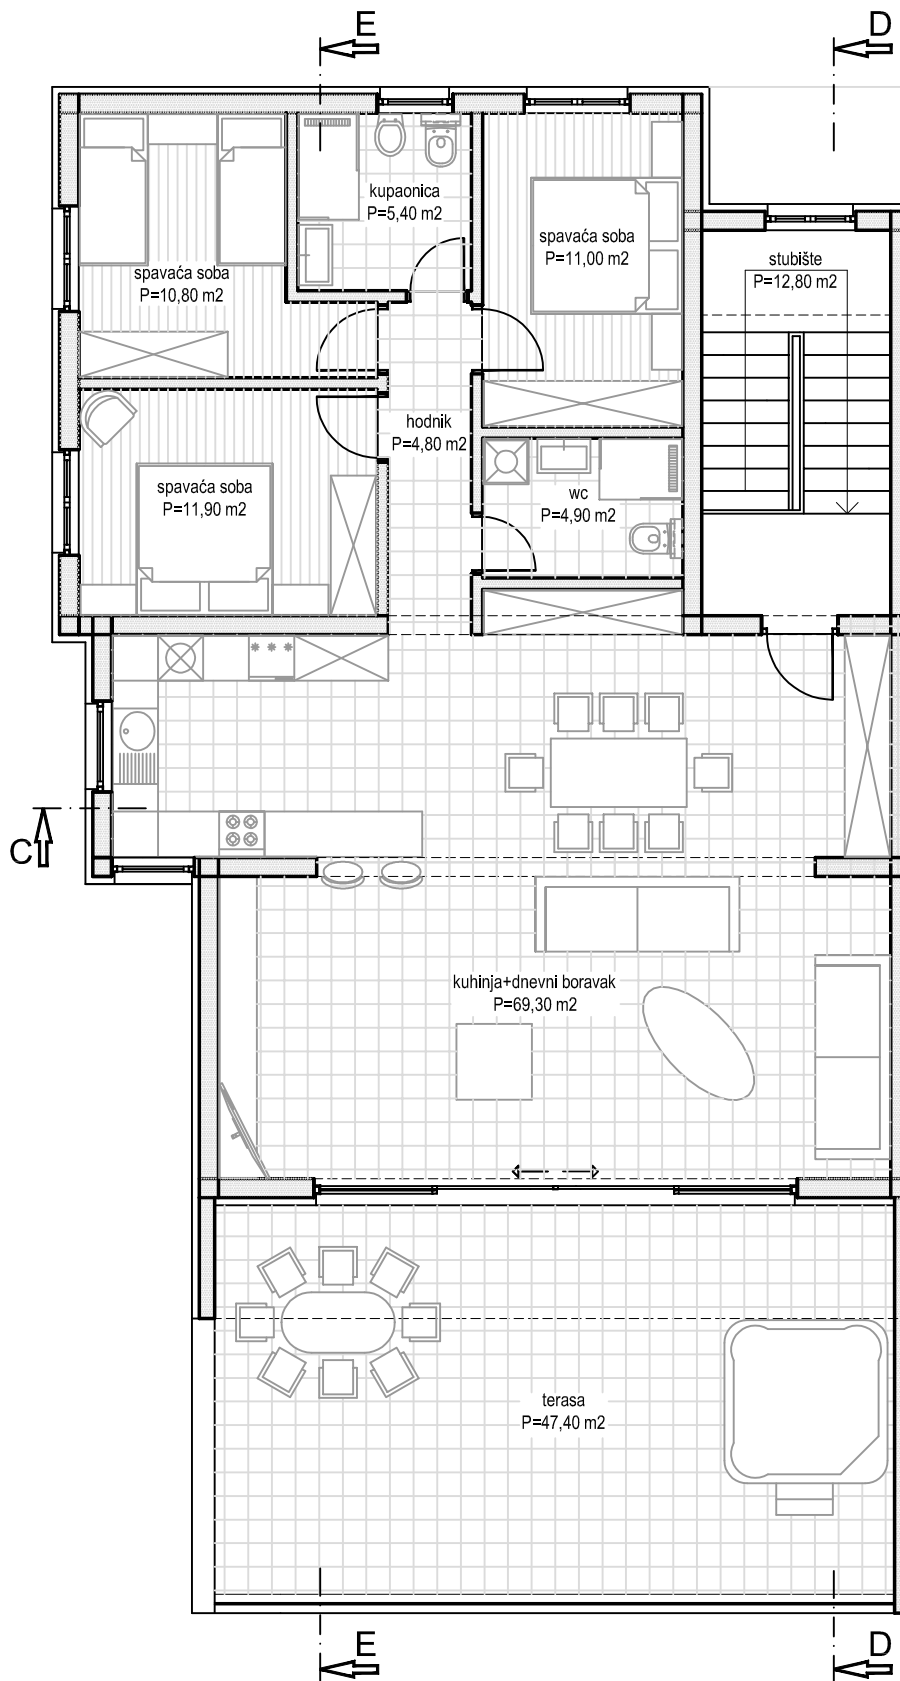 E
D
kupaonica
P=5,40 m2
spavaća soba
P=11,00 m2
spavaća soba
P=10,80 m2
stubište
P=12,80 m2
hodnik
P=4,80 m2
spavaća soba
P=11,90 m2
wc
P=4,90 m2
C
kuhinja+dnevni boravak
P=69,30 m2
terasa
P=47,40 m2
E
D